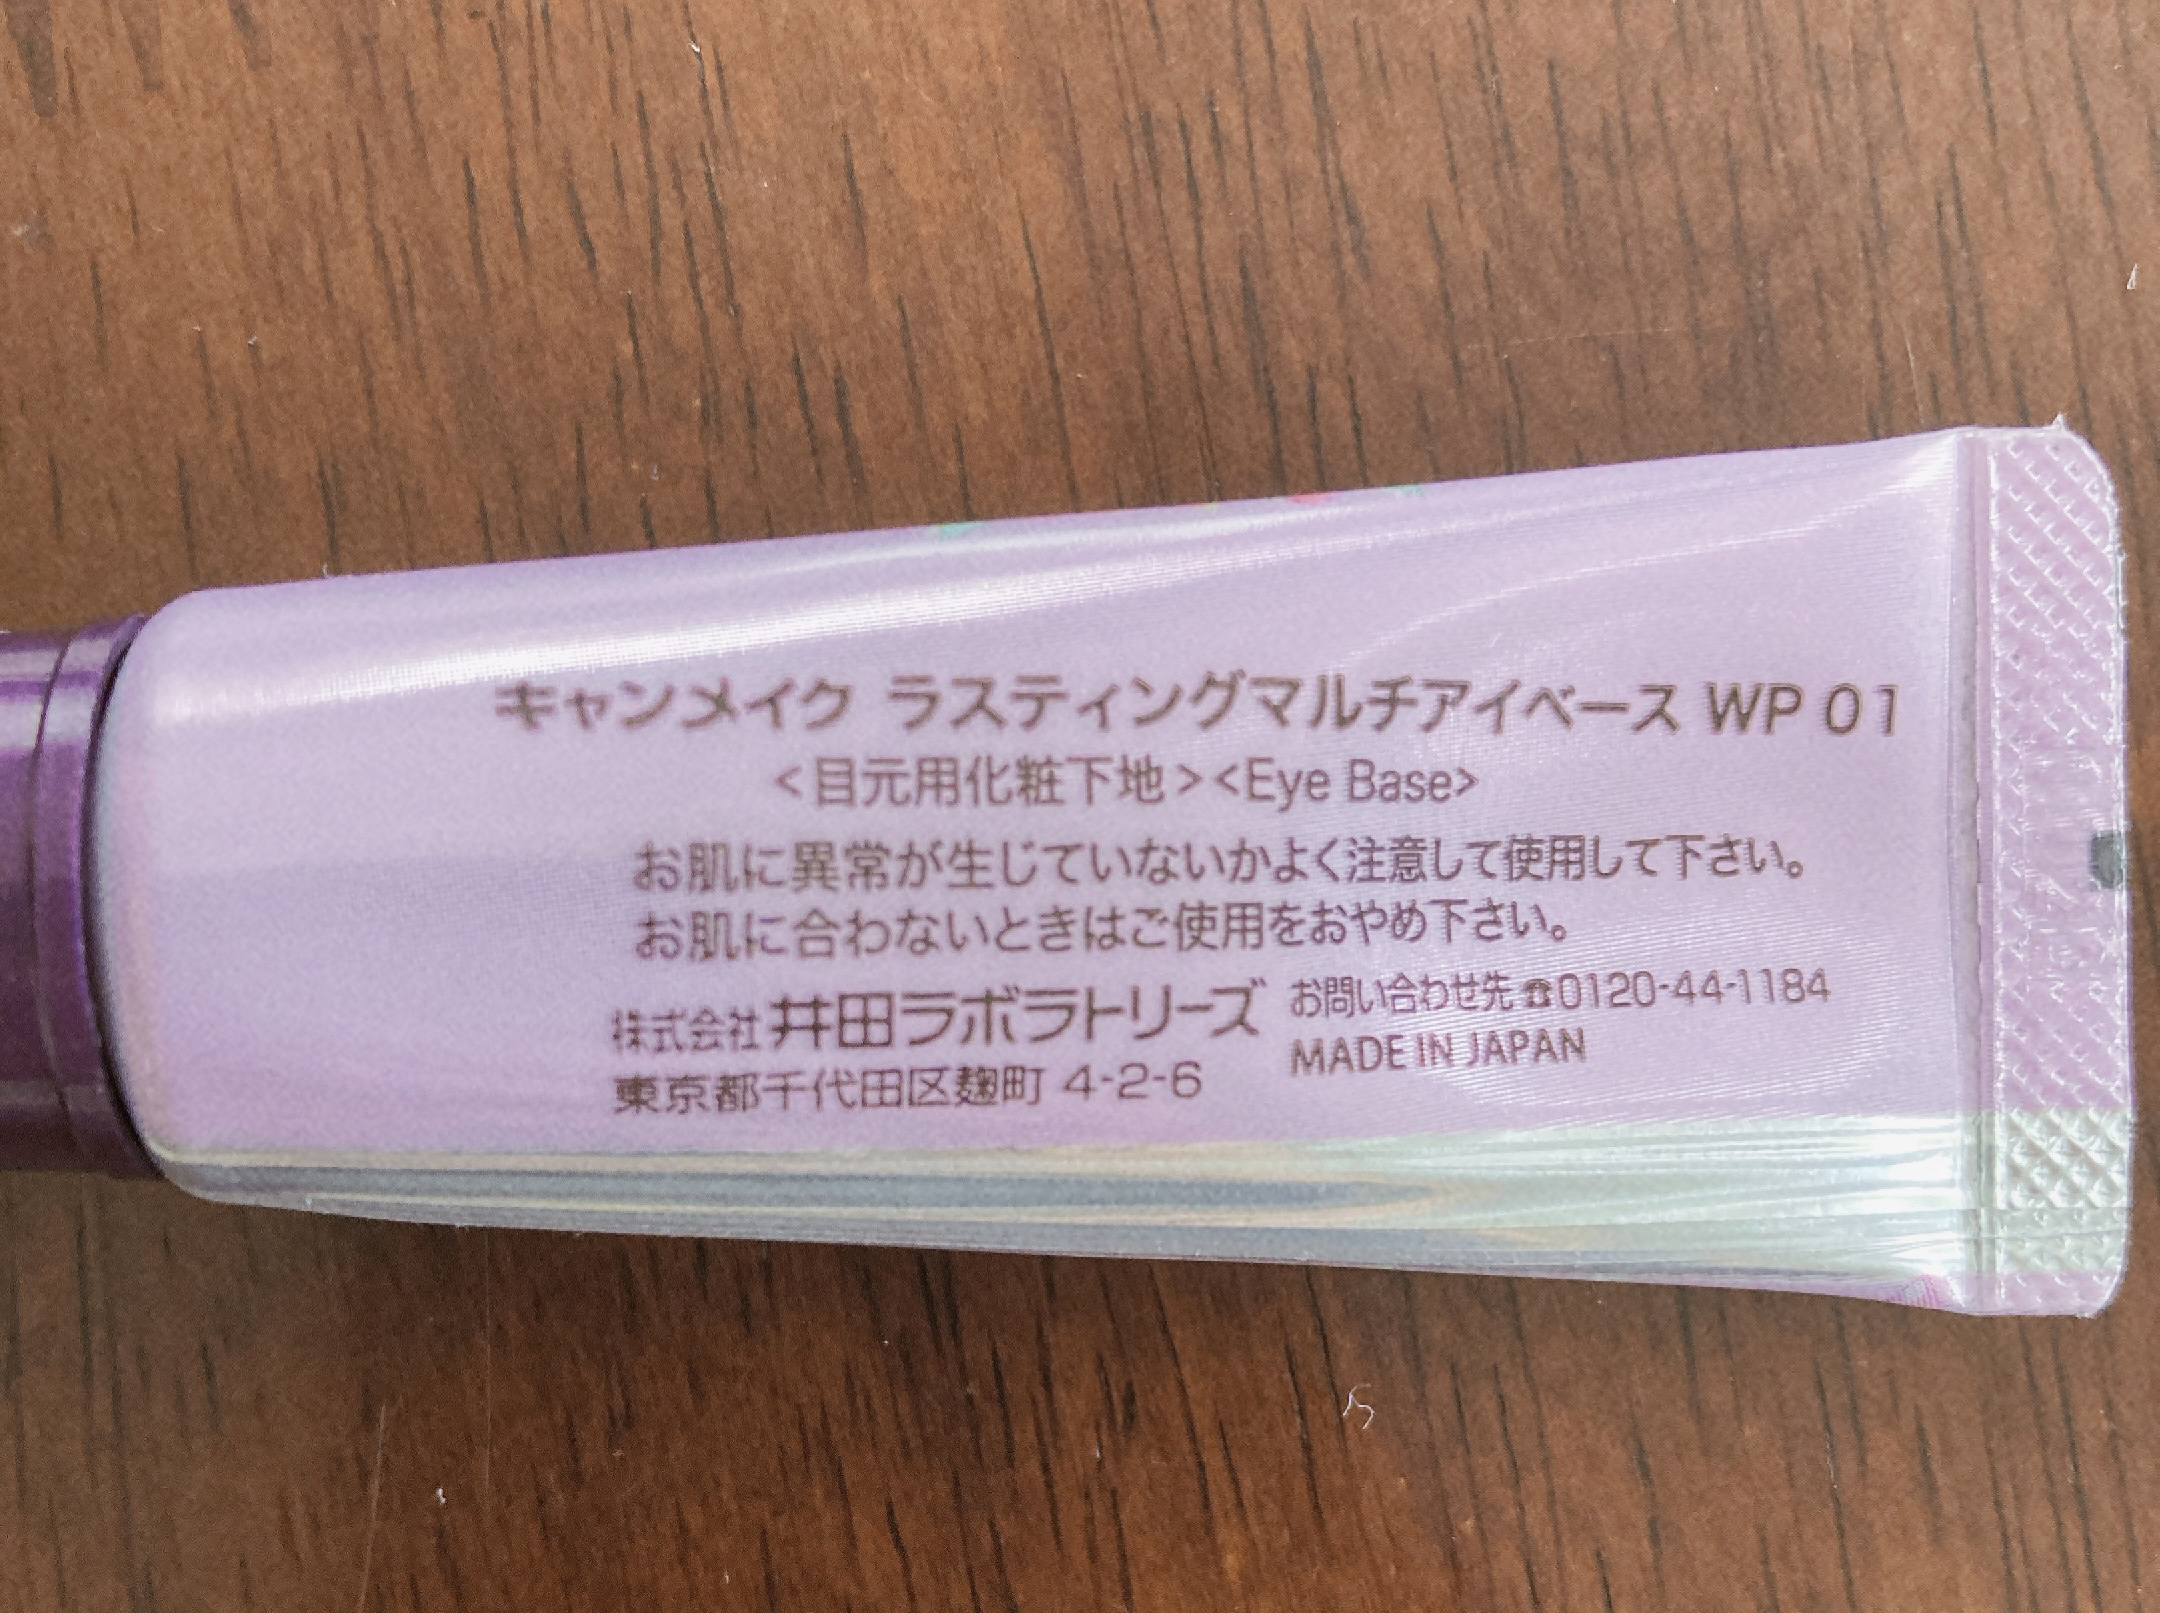 キャンメイク ラスティングマルチアイベース WP 01
<目元用化粧下地><Eye Base>
お肌に異常が生じていないかよく注意して使用して下さい。
お肌に合わないときはご使用をおやめ下さい。
株式会社 井田ラボラトリーズ
東京都千代田区麹町 4-2-6
お問い合わせ先☎0120-44-1184
MADE IN JAPAN